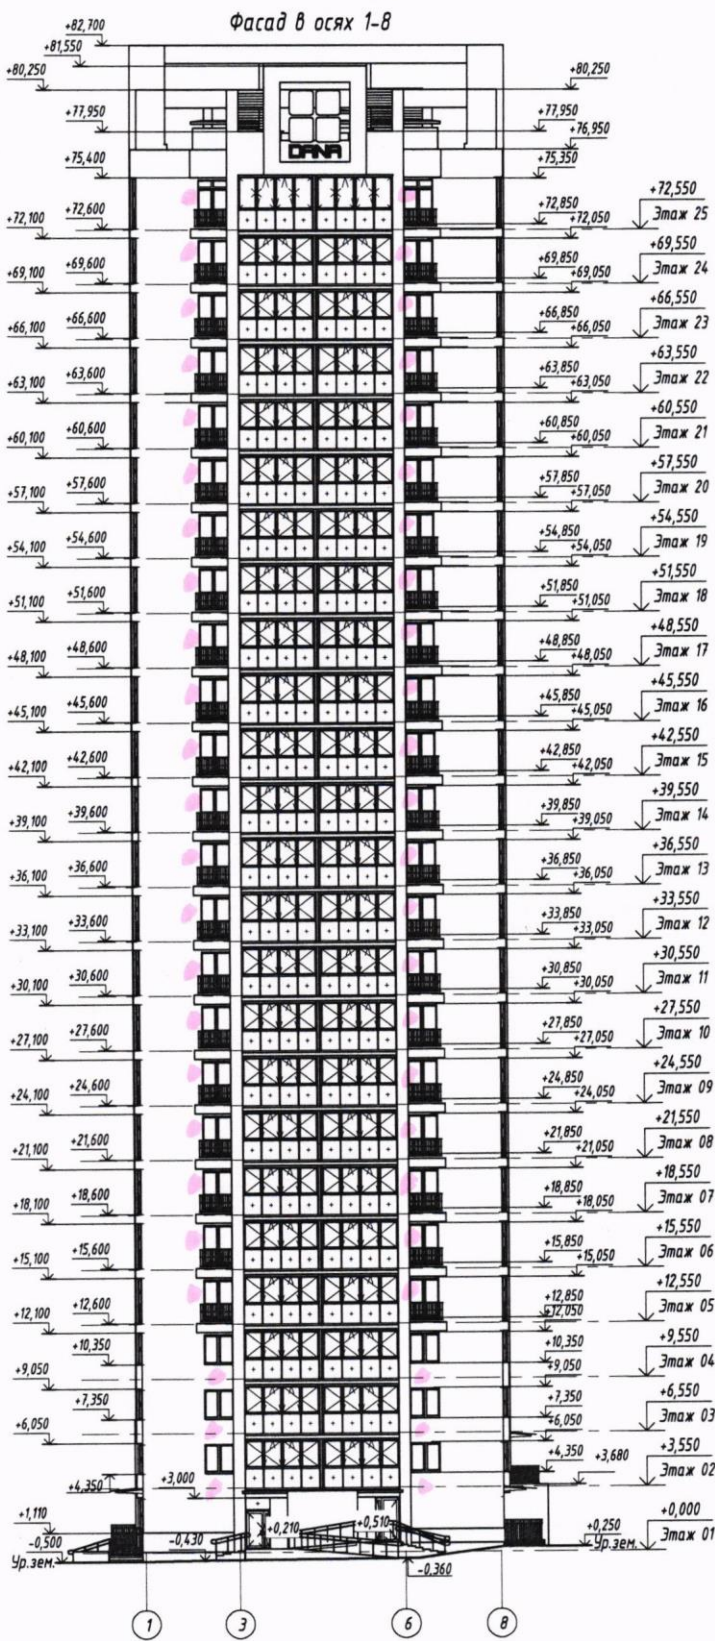 Фасад в осях 1-8
+82,700
+81,550
+80,250 +80,250
+77,950 +77,950
+76,950
DANA
+75,400 +75,350
+72,550
+72,100 +72,600 +72,850 +72,050 Этаж 25
+69,550
+69,100 +69,600 +69,850 +69,050 Этаж 24
+66,550
+66,100 +66,600 +66,850 +66,050 Этаж 23
+63,550
+63,100 +63,600 +63,850 +63,050 Этаж 22
+60,550
+60,100 +60,600 +60,850 +60,050 Этаж 21
+57,550
+57,100 +57,600 +57,850 +57,050 Этаж 20
+54,550
+54,100 +54,600 +54,850 +54,050 Этаж 19
+51,550
+51,100 +51,600 +51,850 +51,050 Этаж 18
+48,550
+48,100 +48,600 +48,850 +48,050 Этаж 17
+45,550
+45,100 +45,600 +45,850 +45,050 Этаж 16
+42,550
+42,100 +42,600 +42,850 +42,050 Этаж 15
+39,550
+39,100 +39,600 +39,850 +39,050 Этаж 14
+36,550
+36,100 +36,600 +36,850 +36,050 Этаж 13
+33,550
+33,100 +33,600 +33,850 +33,050 Этаж 12
+30,550
+30,100 +30,600 +30,850 +30,050 Этаж 11
+27,550
+27,100 +27,600 +27,850 +27,050 Этаж 10
+24,550
+24,100 +24,600 +24,850 +24,050 Этаж 09
+21,550
+21,100 +21,600 +21,850 +21,050 Этаж 08
+18,550
+18,100 +18,600 +18,850 +18,050 Этаж 07
+15,550
+15,100 +15,600 +15,850 +15,050 Этаж 06
+12,550
+12,100 +12,600 +12,850 +12,050 Этаж 05
+10,350 +10,350 +9,550
+9,050 +9,050 Этаж 04
+7,350 +7,350 +6,550
+6,050 +6,050 Этаж 03
+4,350 +3,680 +3,550
+4,350 +3,000 Этаж 02
+1,110 +0,210 +0,510 +0,250 +0,000
-0,500 -0,430 Ур.зем. Этаж 01
Ур.зем. -0,360
1 3 6 8